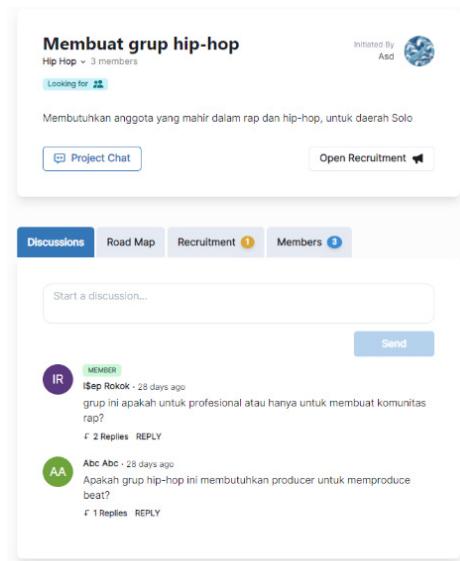 Membuat grup hip-hop
Initiated By
Asd
Hip Hop 3 members
Looking for
Membutuhkan anggota yang mahir dalam rap dan hip-hop, untuk daerah Solo
Project Chat
Open Recruitment
Discussions Road Map Recruitment 1 Members 3
Start a discussion...
Send
IR
MEMBER
I$ep Rokok • 28 days ago
grup ini apakah untuk profesional atau hanya untuk membuat komunitas
rap?
2 Replies REPLY
AA
Abc Abc • 28 days ago
Apakah grup hip-hop ini membutuhkan producer untuk memproduce
beat?
1 Replies REPLY